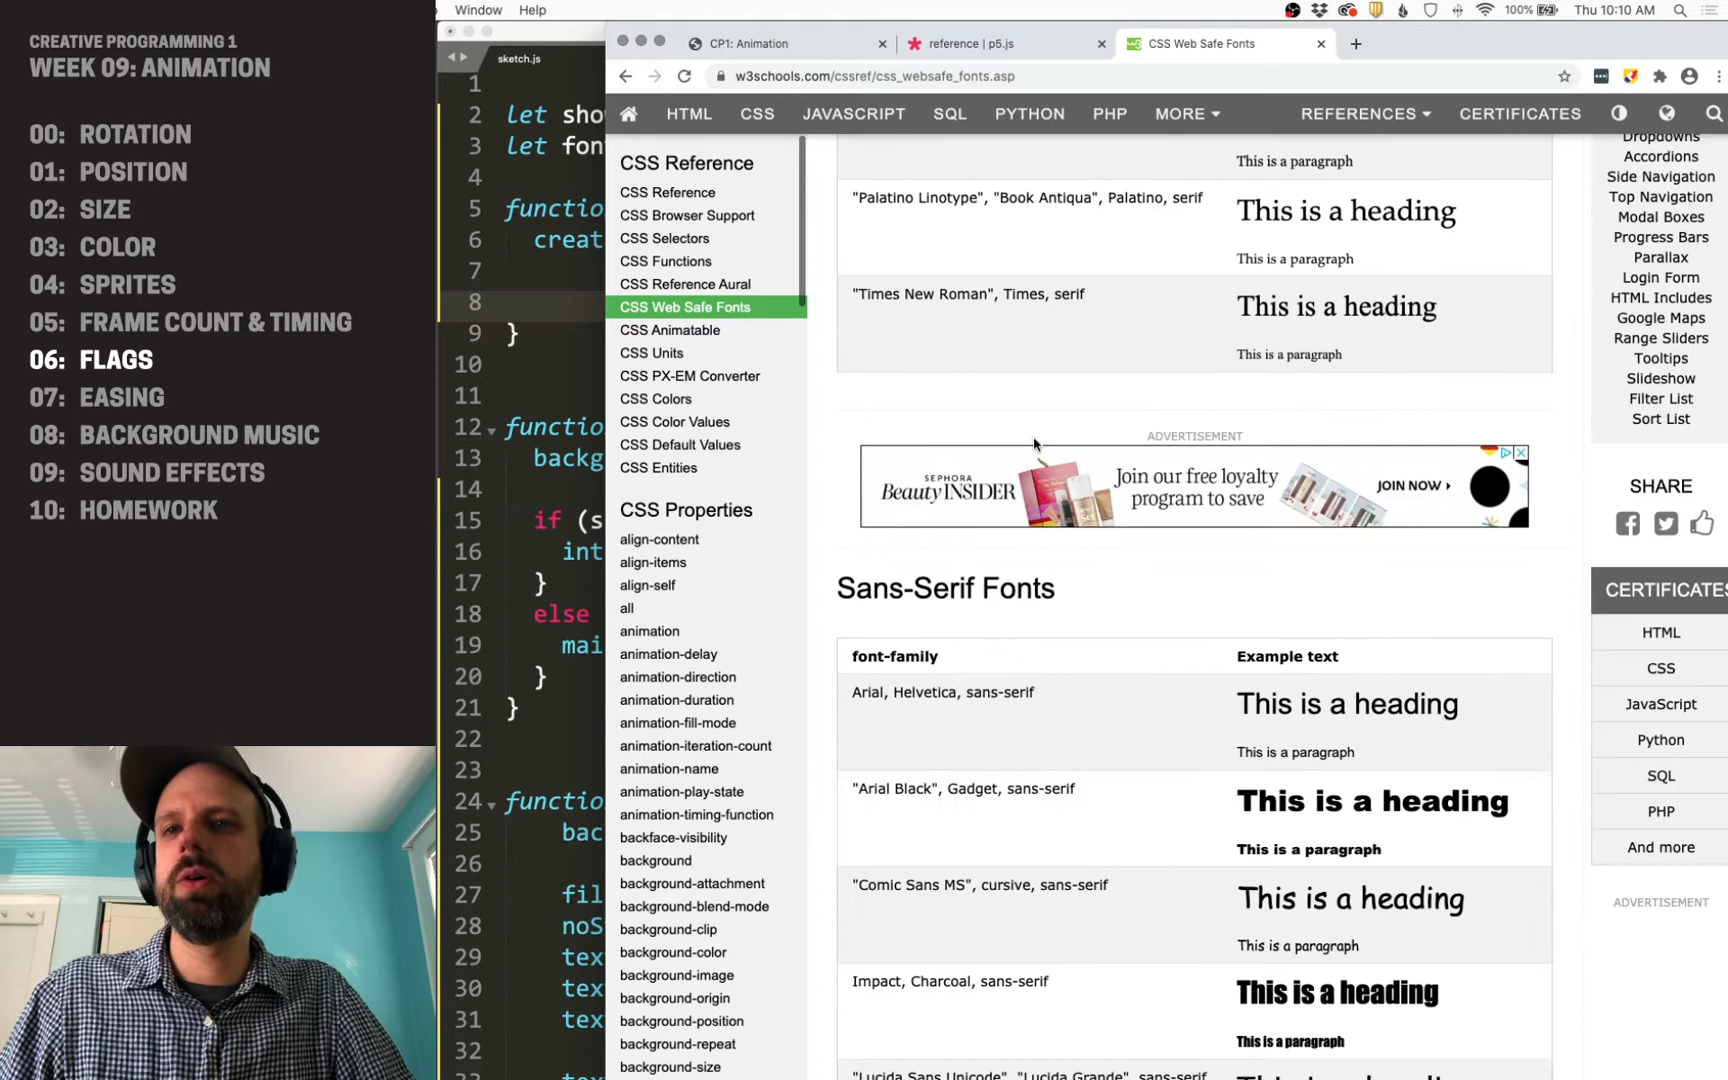 Window Help
100%
Thu 10:10 AM
CREATIVE PROGRAMMING 1
WEEK 09: ANIMATION
00: ROTATION
01: POSITION
02: SIZE
03: COLOR
04: SPRITES
05: FRAME COUNT & TIMING
06: FLAGS
07: EASING
08: BACKGROUND MUSIC
09: SOUND EFFECTS
10: HOMEWORK
sketch.js
1
2 let sho
3 let fon
4
5 functio
6 creat
7
8
9 }
10
11
12 functio
13 backg
14
15 if (s
16 int
17 }
18 else
19 mai
20 }
21 }
22
23
24 functio
25 bac
26
27 fil
28 noS
29 tex
30 tex
31 tex
32
CP1: Animation
reference | p5.js
CSS Web Safe Fonts
w3schools.com/cssref/css_websafe_fonts.asp
HTML CSS JAVASCRIPT SQL PYTHON PHP MORE REFERENCES CERTIFICATES
CSS Reference
CSS Reference
CSS Browser Support
CSS Selectors
CSS Functions
CSS Reference Aural
CSS Web Safe Fonts
CSS Animatable
CSS Units
CSS PX-EM Converter
CSS Colors
CSS Color Values
CSS Default Values
CSS Entities
CSS Properties
align-content
align-items
align-self
all
animation
animation-delay
animation-direction
animation-duration
animation-fill-mode
animation-iteration-count
animation-name
animation-play-state
animation-timing-function
backface-visibility
background
background-attachment
background-blend-mode
background-clip
background-color
background-image
background-origin
background-position
background-repeat
background-size
This is a paragraph
"Palatino Linotype", "Book Antiqua", Palatino, serif
This is a heading
This is a paragraph
"Times New Roman", Times, serif
This is a heading
This is a paragraph
ADVERTISEMENT
SEPHORA
Beauty INSIDER
Join our free loyalty
program to save
JOIN NOW
Sans-Serif Fonts
font-family Example text
Arial, Helvetica, sans-serif
This is a heading
This is a paragraph
"Arial Black", Gadget, sans-serif
This is a heading
This is a paragraph
"Comic Sans MS", cursive, sans-serif
This is a heading
This is a paragraph
Impact, Charcoal, sans-serif
This is a heading
This is a paragraph
"Lucida Sans Unicode", "Lucida Grande", sans-serif
Dropdowns
Accordions
Side Navigation
Top Navigation
Modal Boxes
Progress Bars
Parallax
Login Form
HTML Includes
Google Maps
Range Sliders
Tooltips
Slideshow
Filter List
Sort List
SHARE
CERTIFICATES
HTML
CSS
JavaScript
Python
SQL
PHP
And more
ADVERTISEMENT